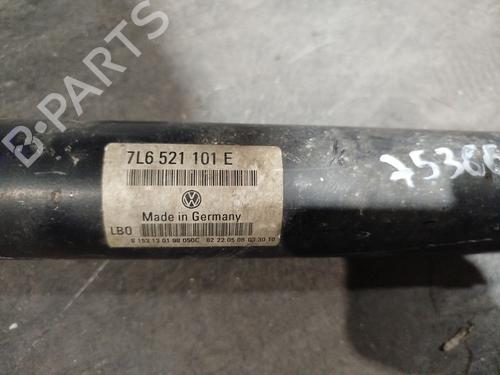 7L6 521 101 E
Made in Germany
LBO
B-PARTS